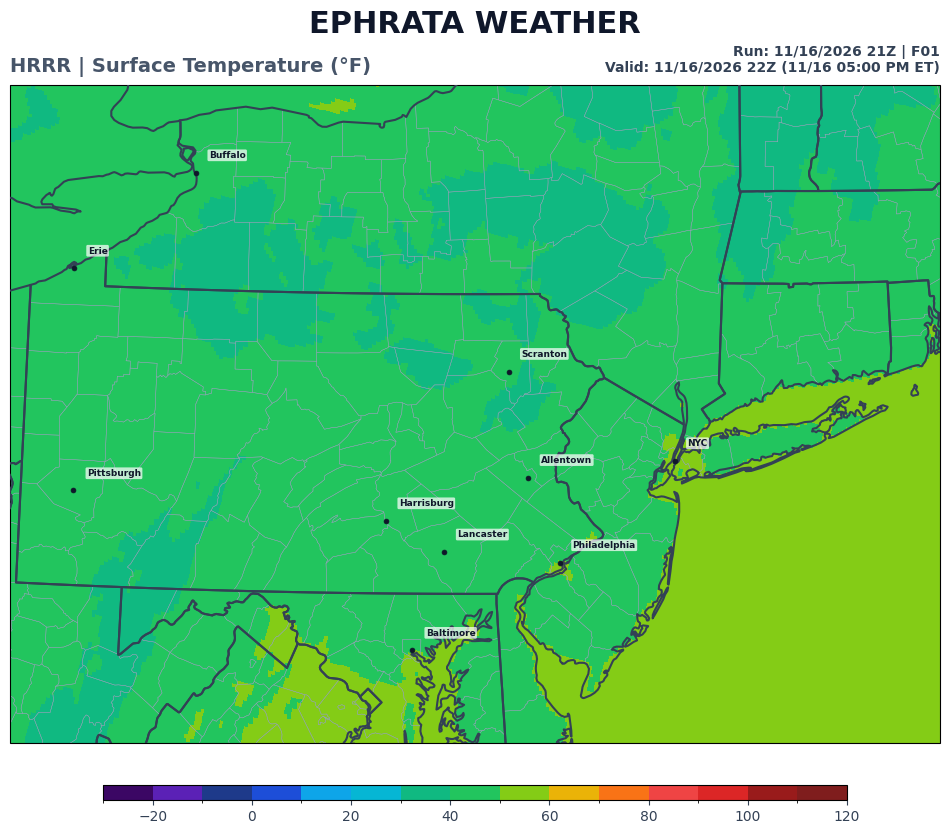 EPHRATA WEATHER
HRRR | Surface Temperature (°F)
Run: 11/16/2026 21Z | F01
Valid: 11/16/2026 22Z (11/16 05:00 PM ET)
Buffalo
Erie
Scranton
NYC
Allentown
Pittsburgh
Harrisburg
Lancaster
Philadelphia
Baltimore
−20 0 20 40 60 80 100 120